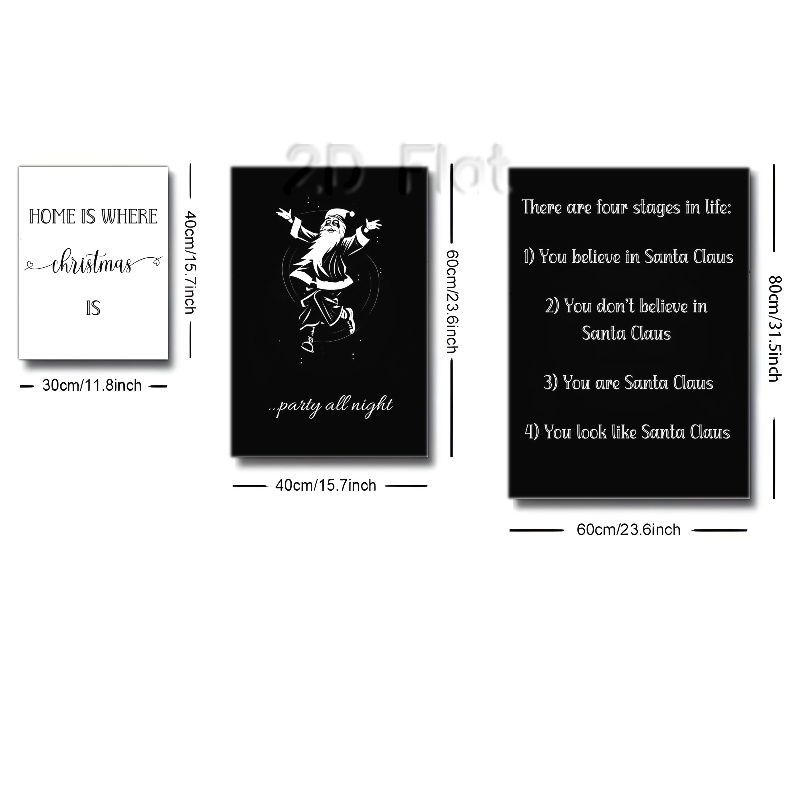 2D Flat
HOME IS WHERE
christmas
IS
40cm/15.7inch
30cm/11.8inch
...party all night
60cm/23.6inch
40cm/15.7inch
There are four stages in life:
1) You believe in Santa Claus
2) You don't believe in
Santa Claus
3) You are Santa Claus
4) You look like Santa Claus
80cm/31.5inch
60cm/23.6inch